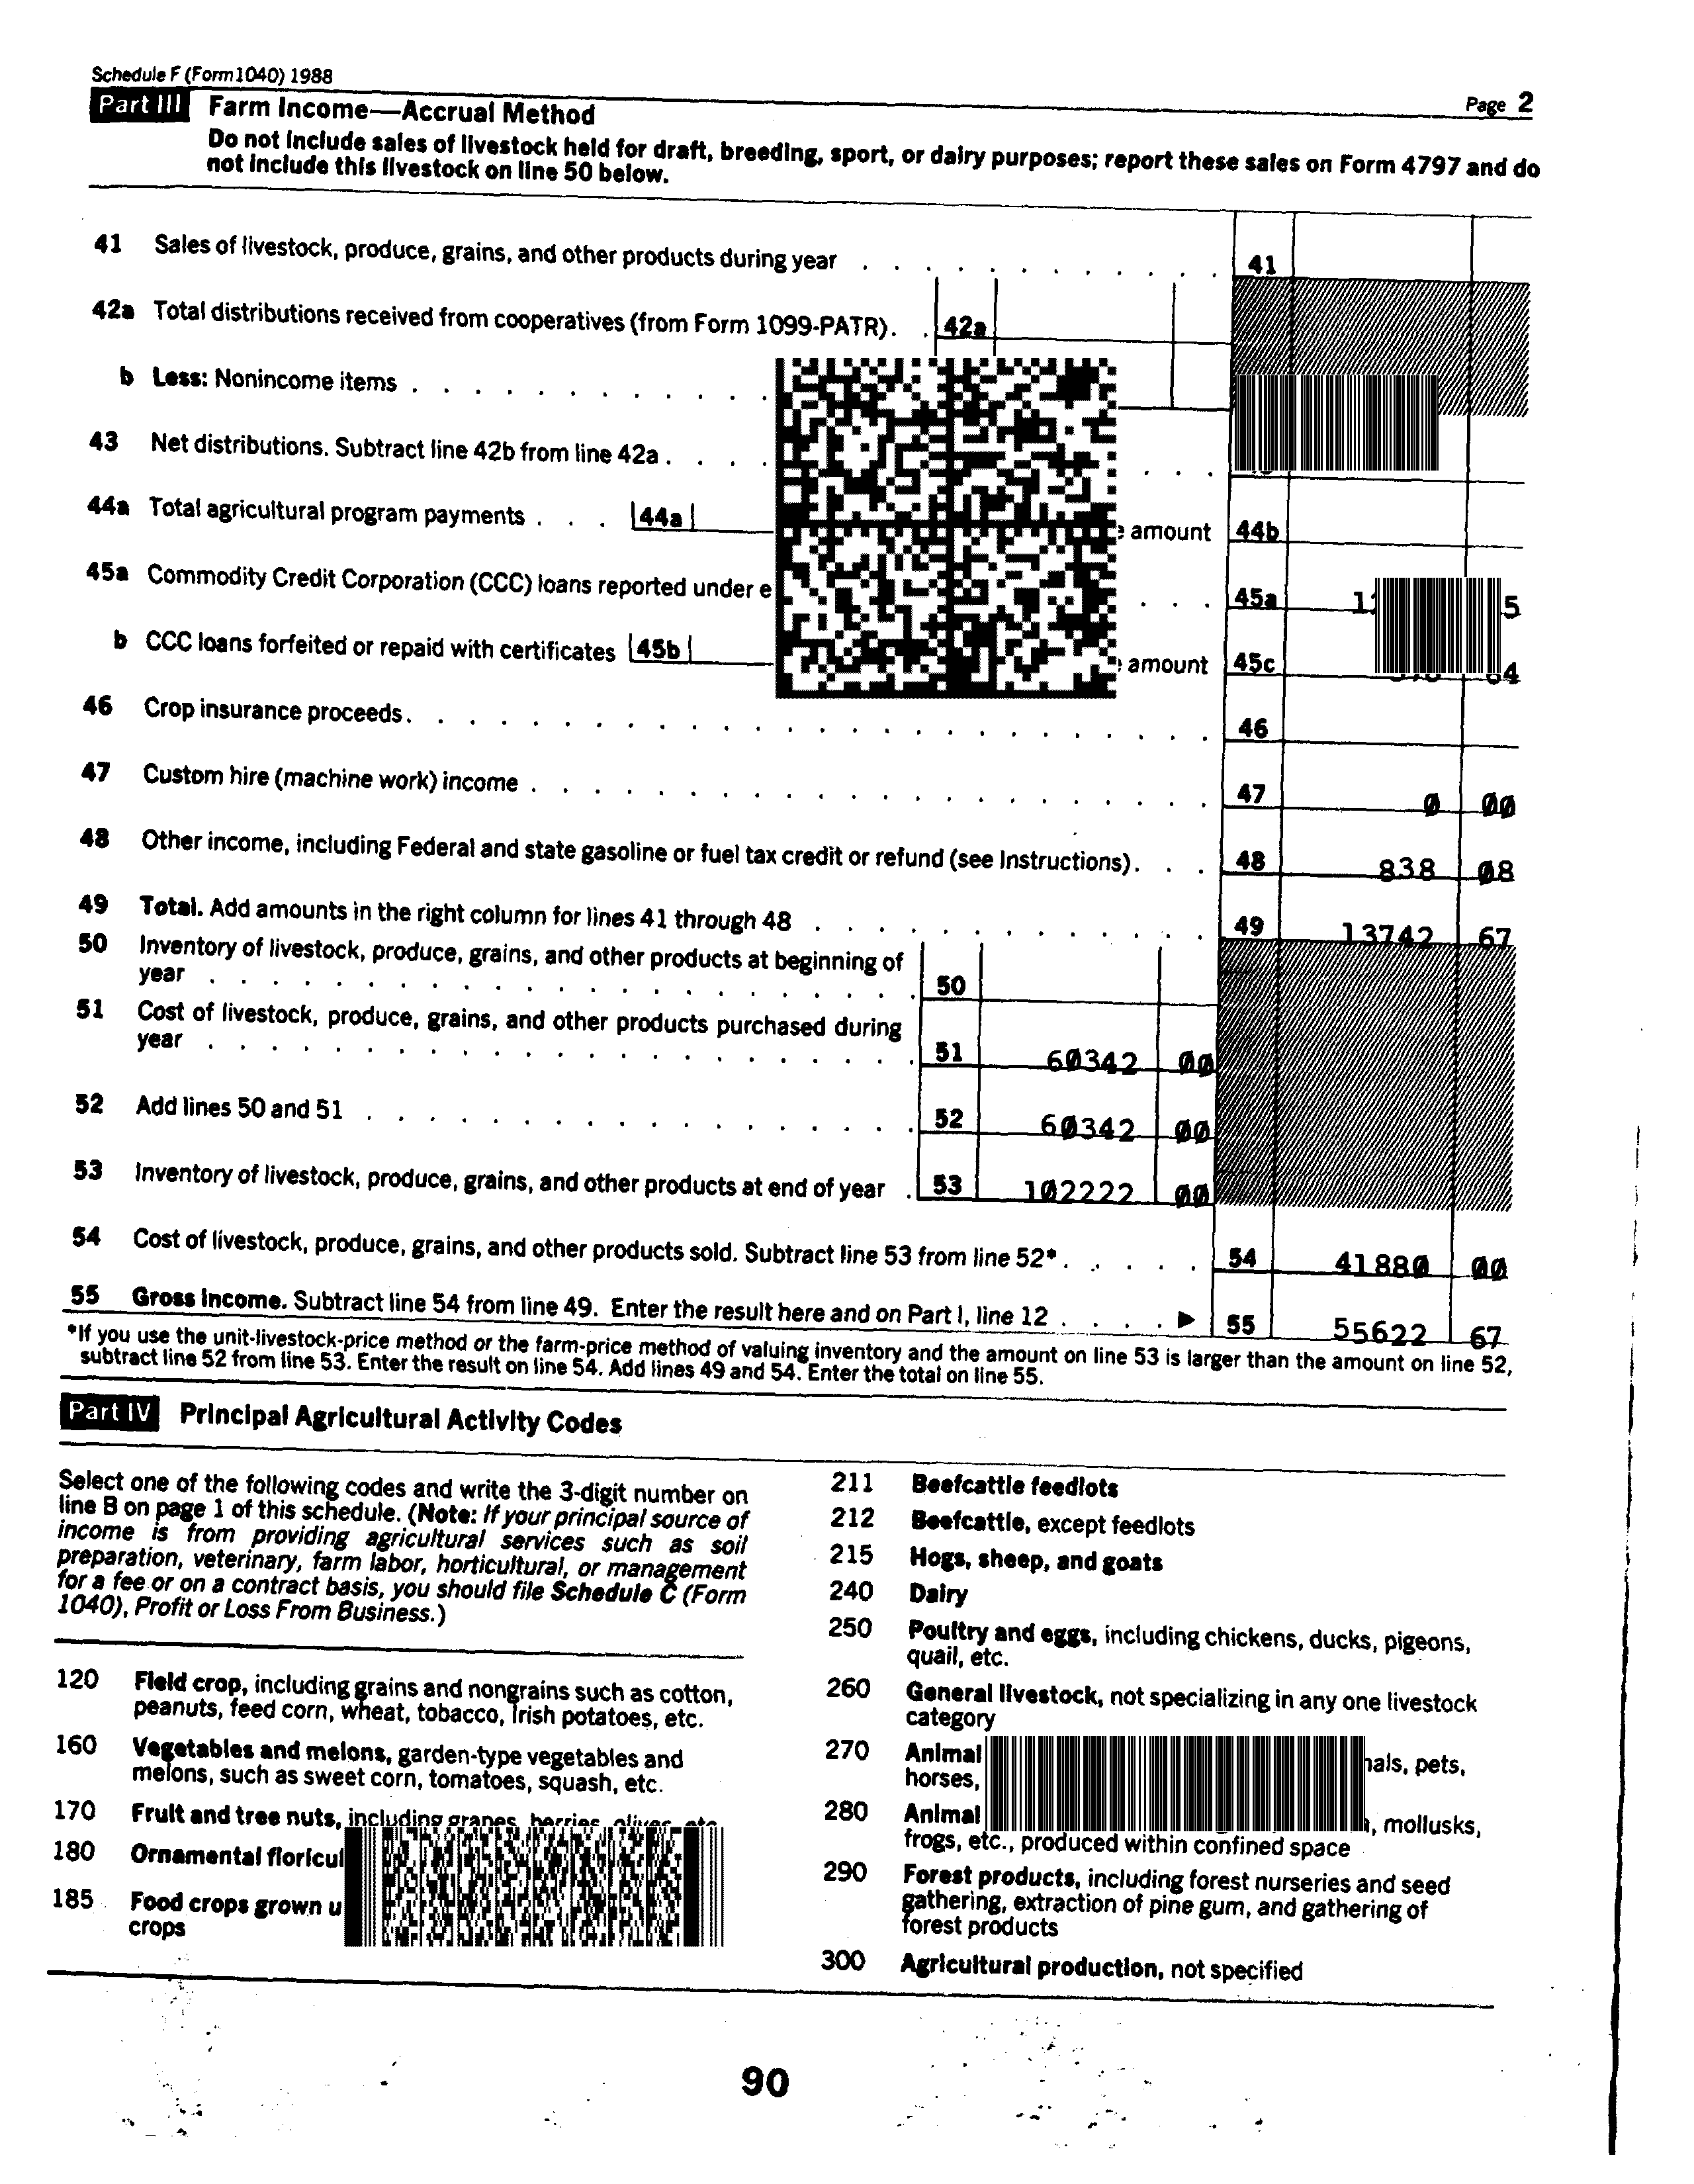 Schedule F (Form 1040) 1988
Page 2
Part III Farm Income—Accrual Method
Do not include sales of livestock held for draft, breeding, sport, or dairy purposes; report these sales on Form 4797 and do
not include this livestock on line 50 below.
41 Sales of livestock, produce, grains, and other products during year . . . . . . . . . . . . 41
42a Total distributions received from cooperatives (from Form 1099-PATR). . 42a
b Less: Nonincome items . . . . . . . . . . . .
43 Net distributions. Subtract line 42b from line 42a . . . . . . .
44a Total agricultural program payments . . . 44a amount 44b
45a Commodity Credit Corporation (CCC) loans reported under . . . 45a
b CCC loans forfeited or repaid with certificates 45b amount 45c
46 Crop insurance proceeds. . . . . . . . . . . . . . . . . . . . . . . . . . 46
47 Custom hire (machine work) income . . . . . . . . . . . . . . . . . . . . . . 47 0 00
48 Other income, including Federal and state gasoline or fuel tax credit or refund (see Instructions). . . 48 838 08
49 Total. Add amounts in the right column for lines 41 through 48 . . . . . . . . . . . . . 49 13742 67
50 Inventory of livestock, produce, grains, and other products at beginning of
year . . . . . . . . . . . . . . . . . . . . . . . 50
51 Cost of livestock, produce, grains, and other products purchased during
year . . . . . . . . . . . . . . . . . . . . . . . 51 60342 00
52 Add lines 50 and 51 . . . . . . . . . . . . . . . . . . 52 60342 00
53 Inventory of livestock, produce, grains, and other products at end of year . 53 102222 00
54 Cost of livestock, produce, grains, and other products sold. Subtract line 53 from line 52* . . . . . 54 41880 00
55 Gross income. Subtract line 54 from line 49. Enter the result here and on Part I, line 12 . . . . ▶ 55 55622 67
*If you use the unit-livestock-price method or the farm-price method of valuing inventory and the amount on line 53 is larger than the amount on line 52,
subtract line 52 from line 53. Enter the result on line 54. Add lines 49 and 54. Enter the total on line 55.
Part IV Principal Agricultural Activity Codes
Select one of the following codes and write the 3-digit number on
line B on page 1 of this schedule. (Note: If your principal source of
income is from providing agricultural services such as soil
preparation, veterinary, farm labor, horticultural, or management
for a fee or on a contract basis, you should file Schedule C (Form
1040), Profit or Loss From Business.)
120 Field crop, including grains and nongrains such as cotton,
peanuts, feed corn, wheat, tobacco, Irish potatoes, etc.
160 Vegetables and melons, garden-type vegetables and
melons, such as sweet corn, tomatoes, squash, etc.
170 Fruit and tree nuts, including grapes, berries, olives, etc.
180 Ornamental
185 Food crops grown
crops
211 Beefcattle feedlots
212 Beefcattle, except feedlots
215 Hogs, sheep, and goats
240 Dairy
250 Poultry and eggs, including chickens, ducks, pigeons,
quail, etc.
260 General livestock, not specializing in any one livestock
category
270 Animal pets,
horses,
280 Animal mollusks,
frogs, etc., produced within confined space
290 Forest products, including forest nurseries and seed
gathering, extraction of pine gum, and gathering of
forest products
300 Agricultural production, not specified
90